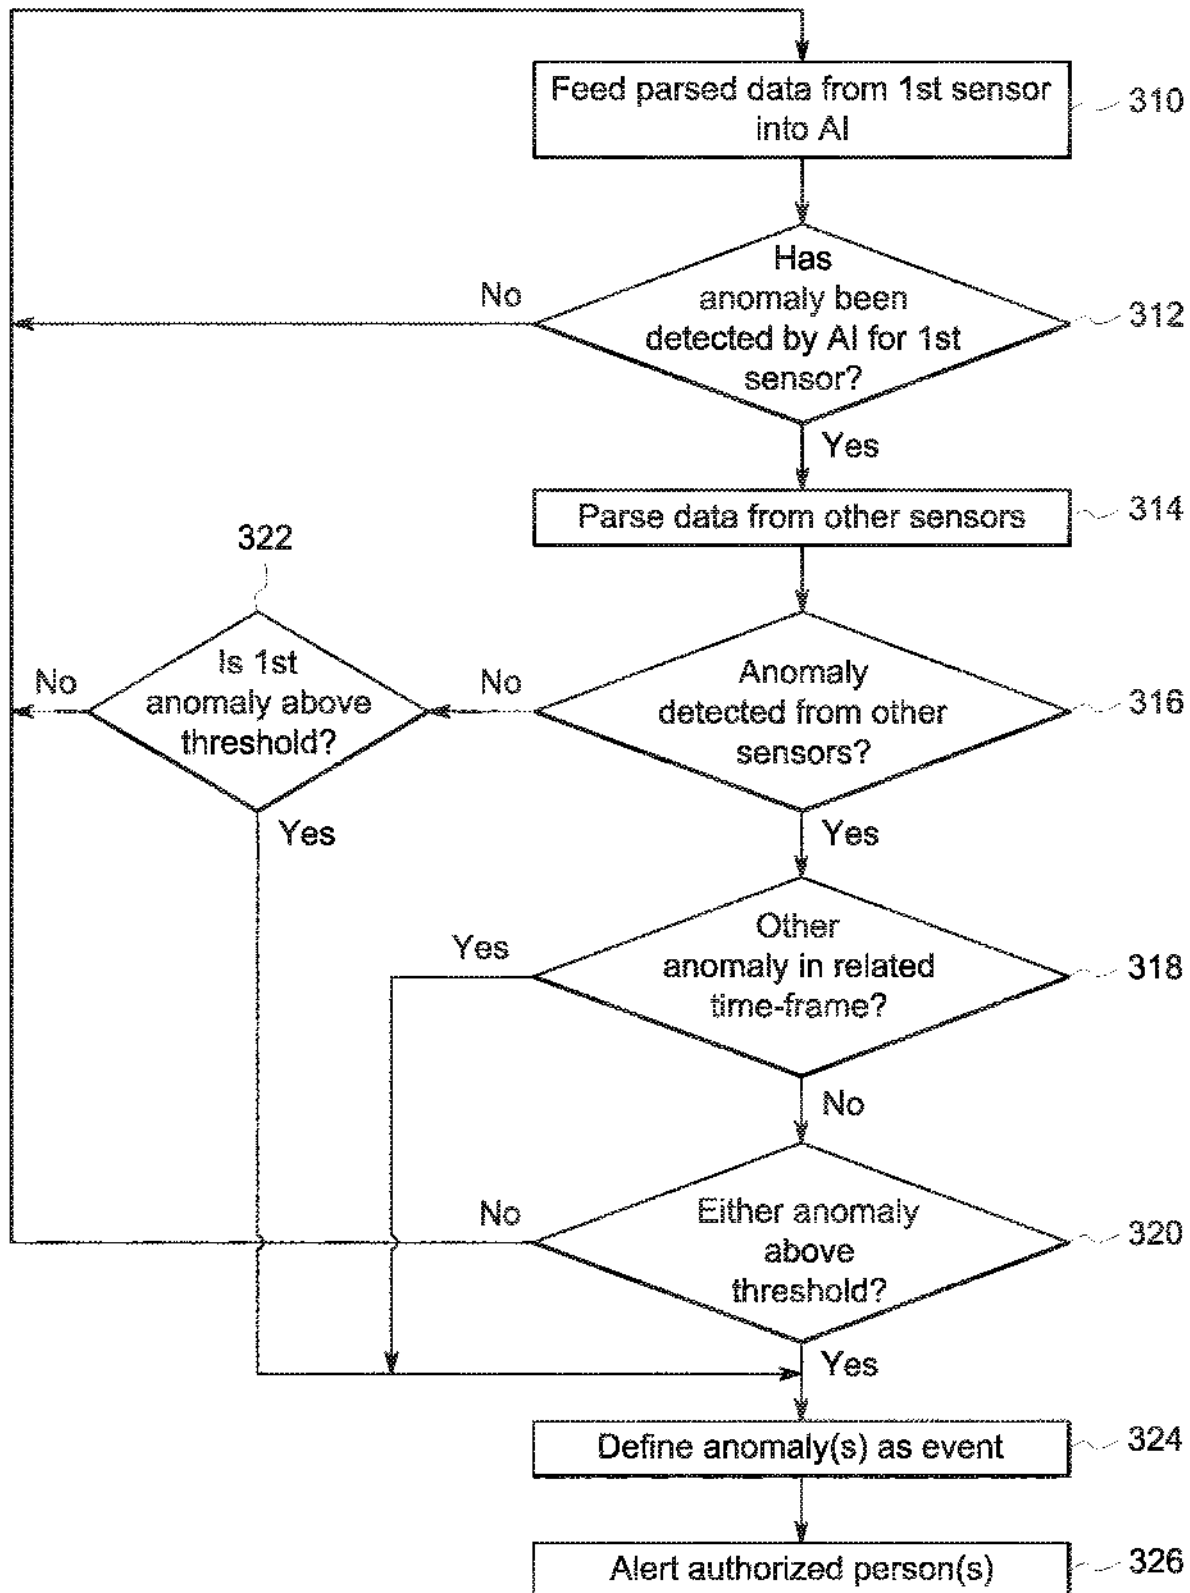 Feed parsed data from 1st sensor
into AI
310
Has
anomaly been
detected by AI for 1st
sensor?
312
No
Yes
Parse data from other sensors
314
322
Is 1st
anomaly above
threshold?
No
Yes
No
Anomaly
detected from other
sensors?
316
Yes
Other
anomaly in related
time-frame?
318
Yes
No
Either anomaly
above
threshold?
320
No
Yes
Define anomaly(s) as event
324
Alert authorized person(s)
326